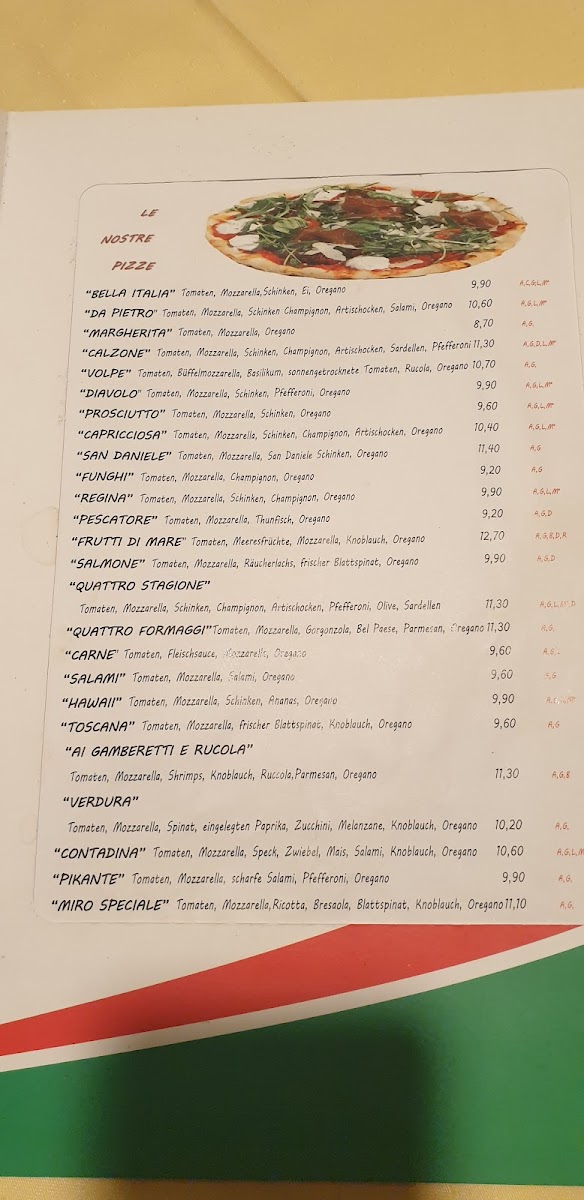 LE
NOSTRE
PIZZE
"BELLA ITALIA" Tomaten, Mozzarella,Schinken, Ei, Oregano 9,90 A,C,G,L,M*
"DA PIETRO" Tomaten, Mozzarella, Schinken Champignon, Artischocken, Salami, Oregano 10,60 A,G,L,M*
"MARGHERITA" Tomaten, Mozzarella, Oregano 8,70 A,G,
"CALZONE" Tomaten, Mozzarella, Schinken, Champignon, Artischocken, Sardellen, Pfefferoni 11,30 A,G,D,L,M*
"VOLPE" Tomaten, Büffelmozzarella, Basilikum, sonnengetrocknete Tomaten, Rucola, Oregano 10,70 A,G,
"DIAVOLO" Tomaten, Mozzarella, Schinken, Pfefferoni, Oregano 9,90 A,G,L,M*
"PROSCIUTTO" Tomaten, Mozzarella, Schinken, Oregano 9,60 A,G,L,M*
"CAPRICCIOSA" Tomaten, Mozzarella, Schinken, Champignon, Artischocken, Oregano 10,40 A,G,L,M*
"SAN DANIELE" Tomaten, Mozzarella, San Daniele Schinken, Oregano 11,40 A,G
"FUNGHI" Tomaten, Mozzarella, Champignon, Oregano 9,20 A,G
"REGINA" Tomaten, Mozzarella, Schinken, Champignon, Oregano 9,90 A,G,L,M*
"PESCATORE" Tomaten, Mozzarella, Thunfisch, Oregano 9,20 A,G,D
"FRUTTI DI MARE" Tomaten, Meeresfrüchte, Mozzarella, Knoblauch, Oregano 12,70 A,G,B,D,R
"SALMONE" Tomaten, Mozzarella, Räucherlachs, frischer Blattspinat, Oregano 9,90 A,G,D
"QUATTRO STAGIONE"
Tomaten, Mozzarella, Schinken, Champignon, Artischocken, Pfefferoni, Olive, Sardellen 11,30 A,G,L,M*,D
"QUATTRO FORMAGGI"Tomaten, Mozzarella, Gorgonzola, Bel Paese, Parmesan, Oregano 11,30 A,G,
"CARNE" Tomaten, Fleischsauce, Mozzarella, Oregano 9,60
"SALAMI" Tomaten, Mozzarella, Salami, Oregano 9,60
"HAWAII" Tomaten, Mozzarella, Schinken, Ananas, Oregano 9,90
"TOSCANA" Tomaten, Mozzarella, frischer Blattspinat, Knoblauch, Oregano 9,60 A,G
"AI GAMBERETTI E RUCOLA"
Tomaten, Mozzarella, Shrimps, Knoblauch, Ruccola,Parmesan, Oregano 11,30 A,G,B
"VERDURA"
Tomaten, Mozzarella, Spinat, eingelegten Paprika, Zucchini, Melanzane, Knoblauch, Oregano 10,20 A,G,
"CONTADINA" Tomaten, Mozzarella, Speck, Zwiebel, Mais, Salami, Knoblauch, Oregano 10,60 A,G,L,M
"PIKANTE" Tomaten, Mozzarella, scharfe Salami, Pfefferoni, Oregano 9,90 A,G,
"MIRO SPECIALE" Tomaten, Mozzarella,Ricotta, Bresaola, Blattspinat, Knoblauch, Oregano 11,10 A,G,